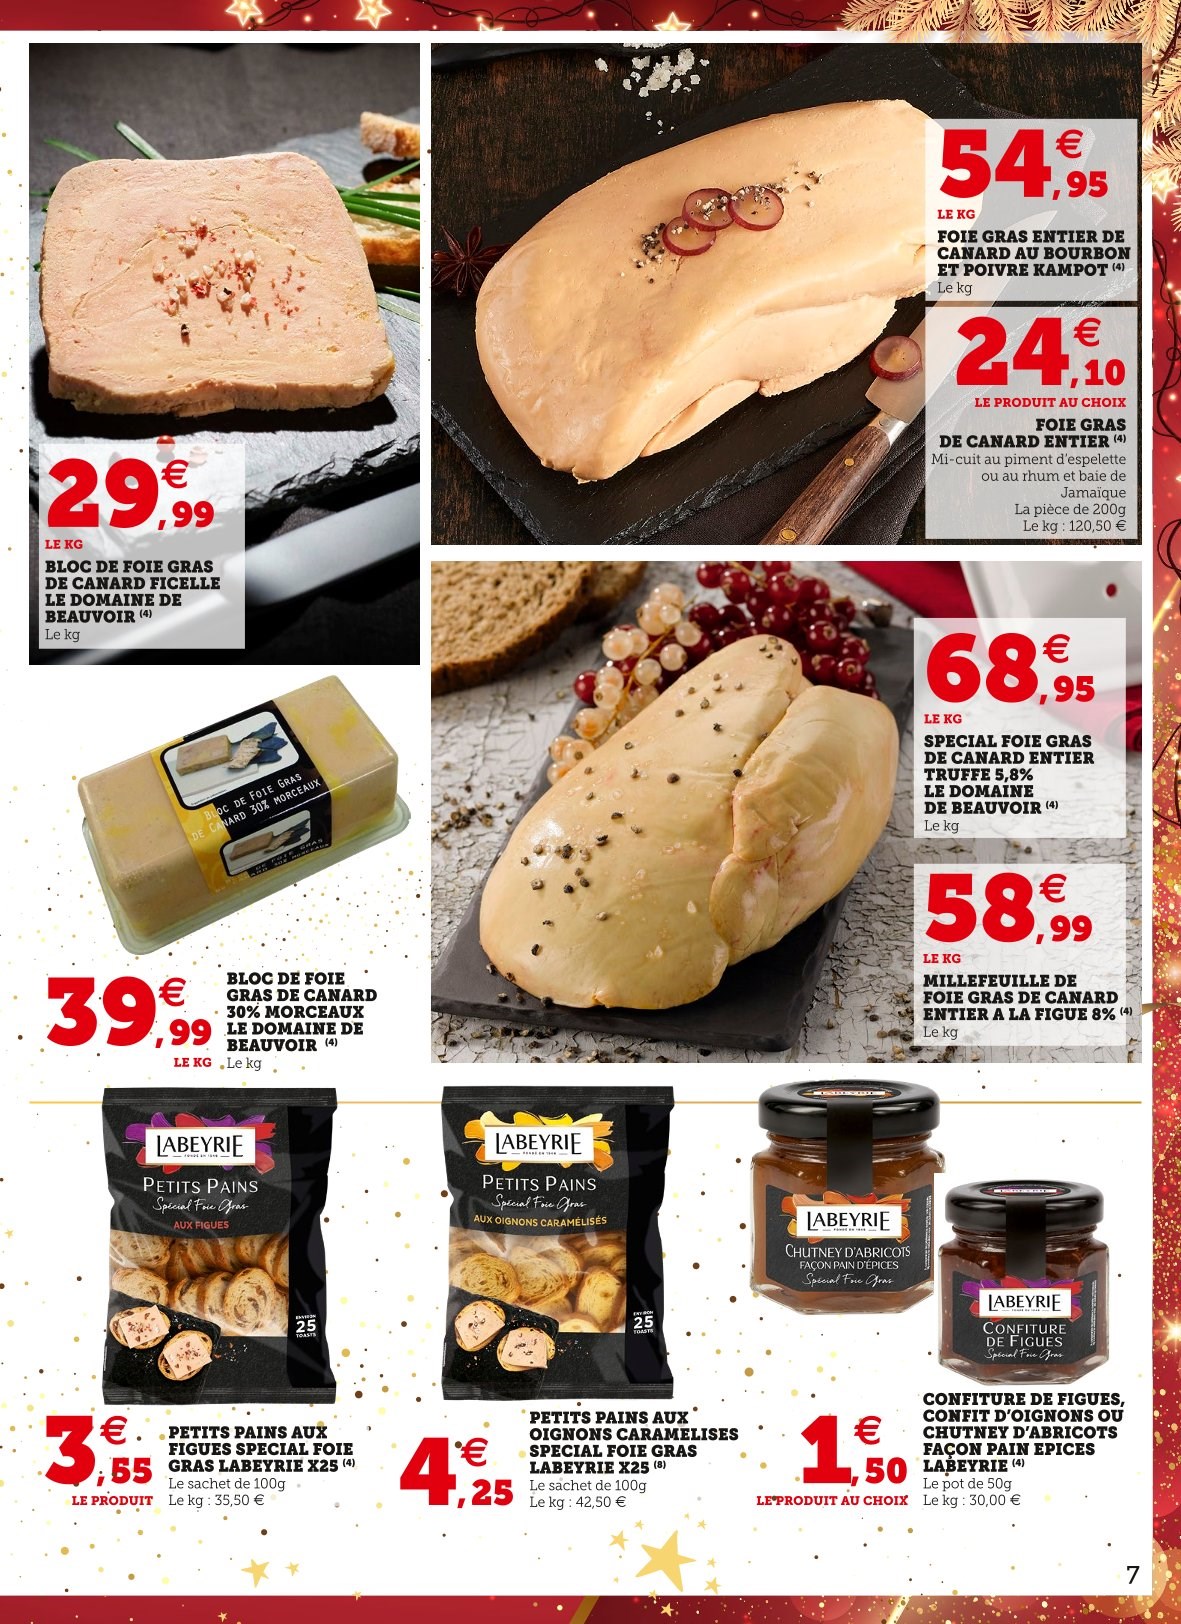 54€,95
LE KG
FOIE GRAS ENTIER DE
CANARD AU BOURBON
ET POIVRE KAMPOT (4)
Le kg
24€,10
LE PRODUIT AU CHOIX
FOIE GRAS
DE CANARD ENTIER (4)
Mi-cuit au piment d'espelette
ou au rhum et baie de
Jamaïque
La pièce de 200g
Le kg : 120,50 €
29€,99
LE KG
BLOC DE FOIE GRAS
DE CANARD FICELLE
LE DOMAINE DE
BEAUVOIR (4)
Le kg
68€,95
LE KG
SPECIAL FOIE GRAS
DE CANARD ENTIER
TRUFFE 5,8%
LE DOMAINE
DE BEAUVOIR (4)
Le kg
58€,99
LE KG
MILLEFEUILLE DE
FOIE GRAS DE CANARD
ENTIER A LA FIGUE 8% (4)
Le kg
BLOC DE FOIE GRAS
DE CANARD 30% MORCEAUX
39€,99
LE KG
BLOC DE FOIE
GRAS DE CANARD
30% MORCEAUX
LE DOMAINE DE
BEAUVOIR (4)
Le kg
LABEYRIE
FONDÉ EN 1946
PETITS PAINS
Spécial Foie Gras
AUX FIGUES
ENVIRON
25
TOASTS
LABEYRIE
FONDÉ EN 1946
PETITS PAINS
Spécial Foie Gras
AUX OIGNONS CARAMÉLISÉS
ENVIRON
25
TOASTS
LABEYRIE
FONDÉ EN 1946
CHUTNEY D'ABRICOTS
FAÇON PAIN D'ÉPICES
Spécial Foie Gras
LABEYRIE
CONFITURE
DE FIGUES
Spécial Foie Gras
3€,55
LE PRODUIT
PETITS PAINS AUX
FIGUES SPECIAL FOIE
GRAS LABEYRIE X25 (4)
Le sachet de 100g
Le kg : 35,50 €
4€,25
PETITS PAINS AUX
OIGNONS CARAMELISES
SPECIAL FOIE GRAS
LABEYRIE X25 (8)
Le sachet de 100g
Le kg : 42,50 €
1€,50
LE PRODUIT AU CHOIX
CONFITURE DE FIGUES,
CONFIT D'OIGNONS OU
CHUTNEY D'ABRICOTS
FAÇON PAIN EPICES
LABEYRIE (4)
Le pot de 50g
Le kg : 30,00 €
7